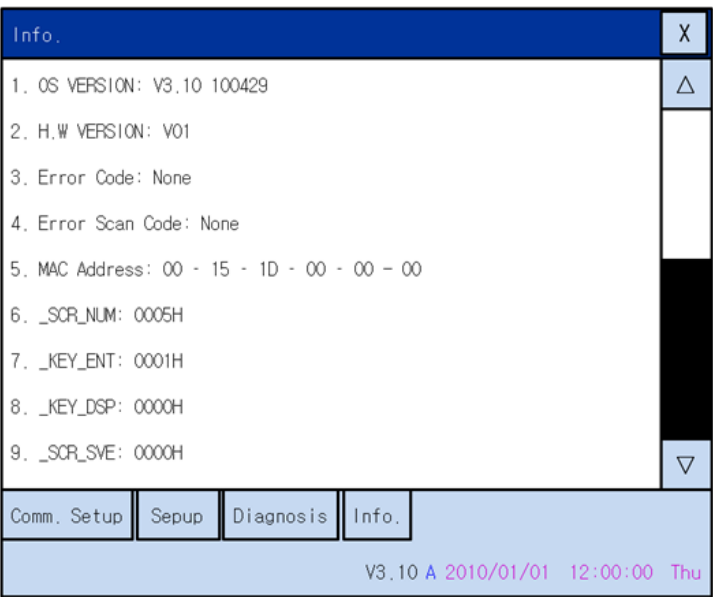 Info. X
1. OS VERSION: V3.10 100429
2. H.W VERSION: V01
3. Error Code: None
4. Error Scan Code: None
5. MAC Address: 00 - 15 - 1D - 00 - 00 - 00
6. _SCR_NUM: 0005H
7. _KEY_ENT: 0001H
8. _KEY_DSP: 0000H
9. _SCR_SVE: 0000H
Comm. Setup Sepup Diagnosis Info.
V3.10 A 2010/01/01 12:00:00 Thu